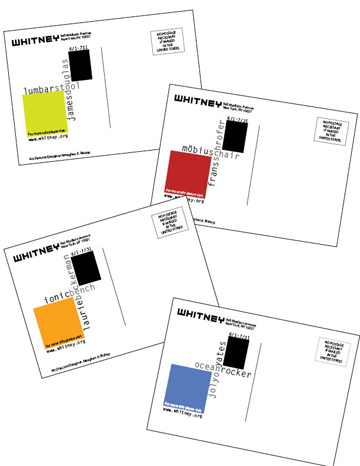 WHITNEY
945 Madison Avenue
New York, NY 10021
NO POSTAGE
NECESSARY
IF MAILED
IN THE
UNITED STATES
6/1-7/31
lumbarstool
jamesdouglas
www.whitney.org
WHITNEY
945 Madison Avenue
New York, NY 10021
NO POSTAGE
NECESSARY
IF MAILED
IN THE
UNITED STATES
6/1-7/31
möbiuschair
fransschrofer
www.whitney.org
WHITNEY
945 Madison Avenue
New York, NY 10021
NO POSTAGE
NECESSARY
IF MAILED
IN THE
UNITED STATES
6/1-7/31
ionicbench
lauriebeckerman
www.whitney.org
WHITNEY
945 Madison Avenue
New York, NY 10021
NO POSTAGE
NECESSARY
IF MAILED
IN THE
UNITED STATES
6/1-7/31
oceanrocker
jolyonyates
www.whitney.org